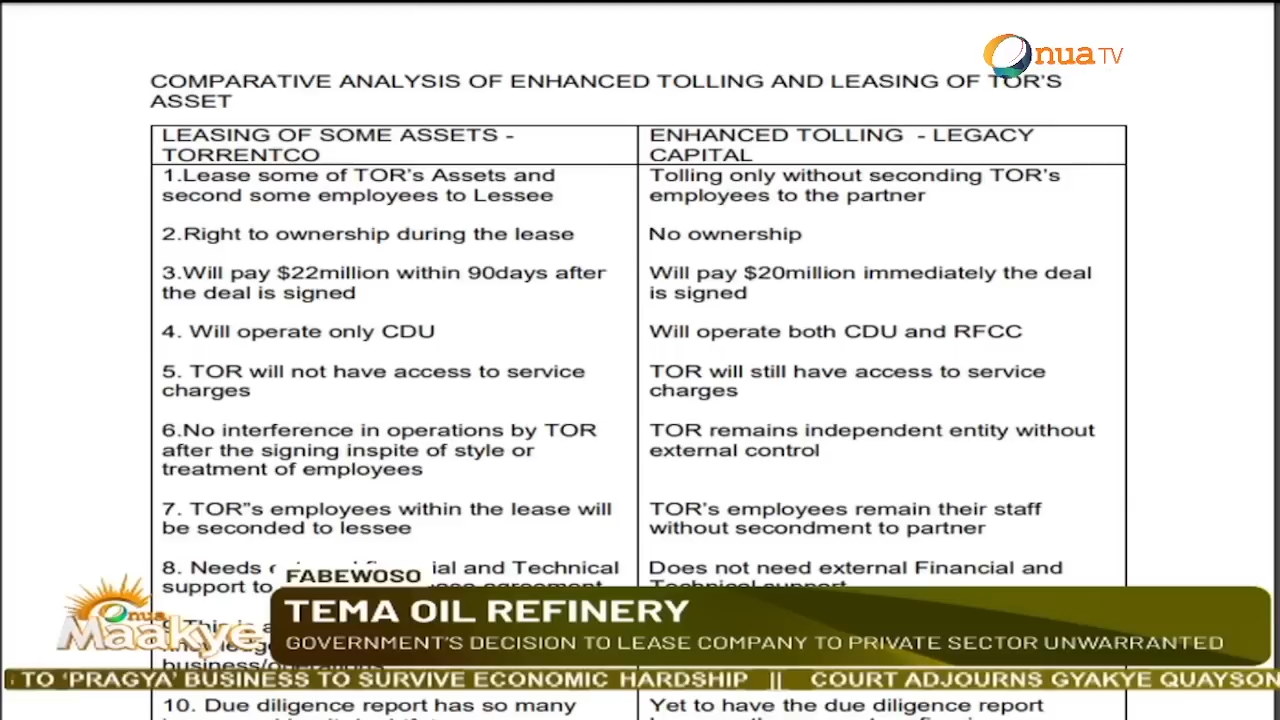 Onua TV
COMPARATIVE ANALYSIS OF ENHANCED TOLLING AND LEASING OF TOR'S
ASSET
LEASING OF SOME ASSETS -
TORRENTCO
ENHANCED TOLLING - LEGACY
CAPITAL
1.Lease some of TOR's Assets and
second some employees to Lessee
Tolling only without seconding TOR's
employees to the partner
2.Right to ownership during the lease
No ownership
3.Will pay $22million within 90days after
the deal is signed
Will pay $20million immediately the deal
is signed
4. Will operate only CDU
Will operate both CDU and RFCC
5. TOR will not have access to service
charges
TOR will still have access to service
charges
6.No interference in operations by TOR
after the signing inspite of style or
treatment of employees
TOR remains independent entity without
external control
7. TOR"s employees within the lease will
be seconded to lessee
TOR's employees remain their staff
without secondment to partner
8. Needs and Technical
support to
Does not need external Financial and
Technical support
business/operations
10. Due diligence report has so many
Yet to have the due diligence report
Onua
Maakye
FABEWOSO
TEMA OIL REFINERY
GOVERNMENT'S DECISION TO LEASE COMPANY TO PRIVATE SECTOR UNWARRANTED
TO 'PRAGYA' BUSINESS TO SURVIVE ECONOMIC HARDSHIP || COURT ADJOURNS GYAKYE QUAYSON